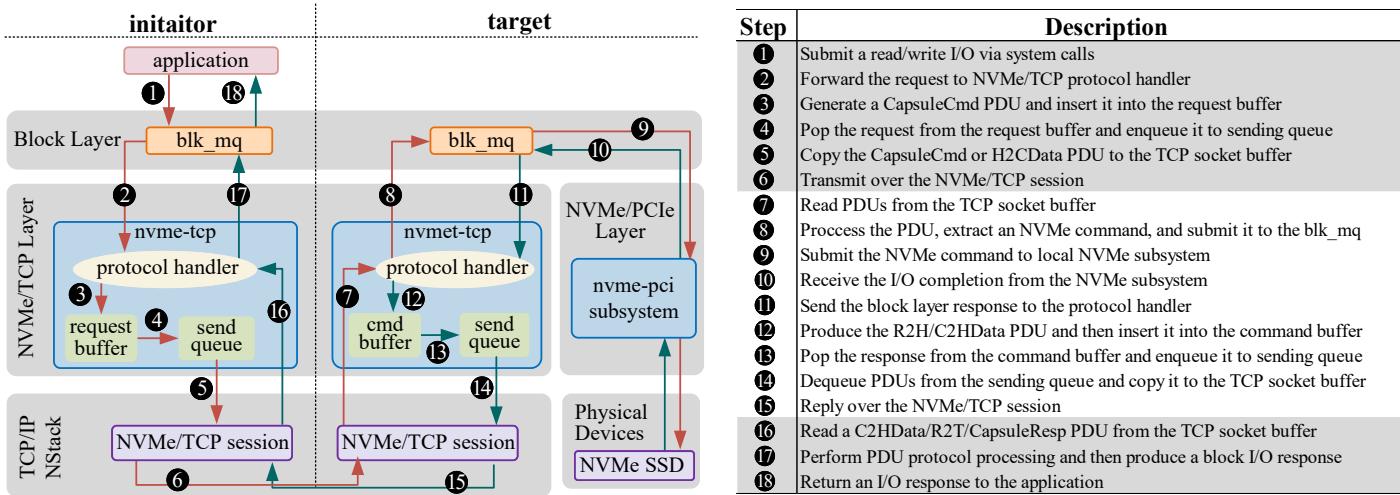 initaitor
target
application
1
18
Block Layer
blk_mq
blk_mq
9
10
2
17
8
11
NVMe/TCP Layer
nvme-tcp
nvmet-tcp
NVMe/PCIe
Layer
protocol handler
protocol handler
3
16
7
12
nvme-pci
subsystem
request
buffer
4
send
queue
cmd
buffer
13
send
queue
5
14
TCP/IP
NStack
NVMe/TCP session
NVMe/TCP session
Physical
Devices
NVMe SSD
6
15
Step Description
1 Submit a read/write I/O via system calls
2 Forward the request to NVMe/TCP protocol handler
3 Generate a CapsuleCmd PDU and insert it into the request buffer
4 Pop the request from the request buffer and enqueue it to sending queue
5 Copy the CapsuleCmd or H2CData PDU to the TCP socket buffer
6 Transmit over the NVMe/TCP session
7 Read PDUs from the TCP socket buffer
8 Proccess the PDU, extract an NVMe command, and submit it to the blk_mq
9 Submit the NVMe command to local NVMe subsystem
10 Receive the I/O completion from the NVMe subsystem
11 Send the block layer response to the protocol handler
12 Produce the R2H/C2HData PDU and then insert it into the command buffer
13 Pop the response from the command buffer and enqueue it to sending queue
14 Dequeue PDUs from the sending queue and copy it to the TCP socket buffer
15 Reply over the NVMe/TCP session
16 Read a C2HData/R2T/CapsuleResp PDU from the TCP socket buffer
17 Perform PDU protocol processing and then produce a block I/O response
18 Return an I/O response to the application